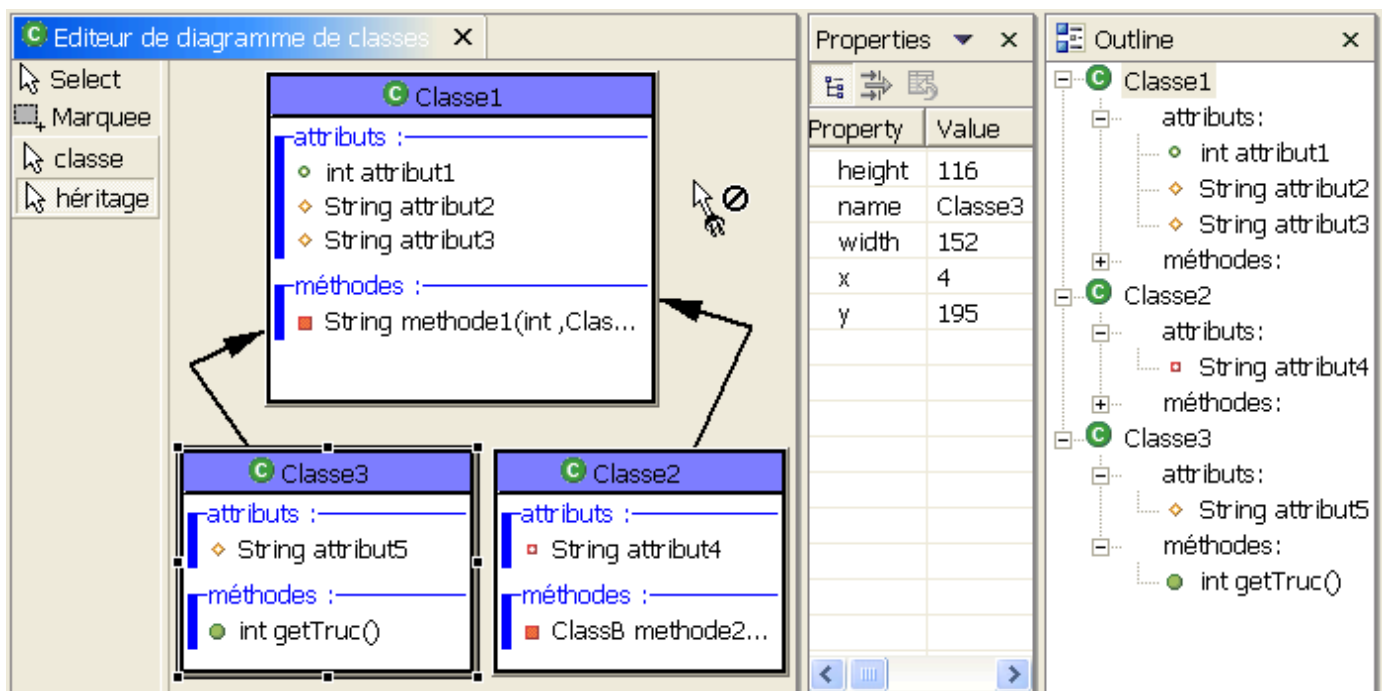 Editeur de diagramme de classes
Select
Marquee
classe
héritage
C Classe1
attributs :
int attribut1
String attribut2
String attribut3
méthodes :
String methode1(int ,Clas...
C Classe3
attributs :
String attribut5
méthodes :
int getTruc()
C Classe2
attributs :
String attribut4
méthodes :
ClassB methode2...
Properties
Property Value
height 116
name Classe3
width 152
x 4
y 195
Outline
C Classe1
attributs:
int attribut1
String attribut2
String attribut3
méthodes:
C Classe2
attributs:
String attribut4
méthodes:
C Classe3
attributs:
String attribut5
méthodes:
int getTruc()